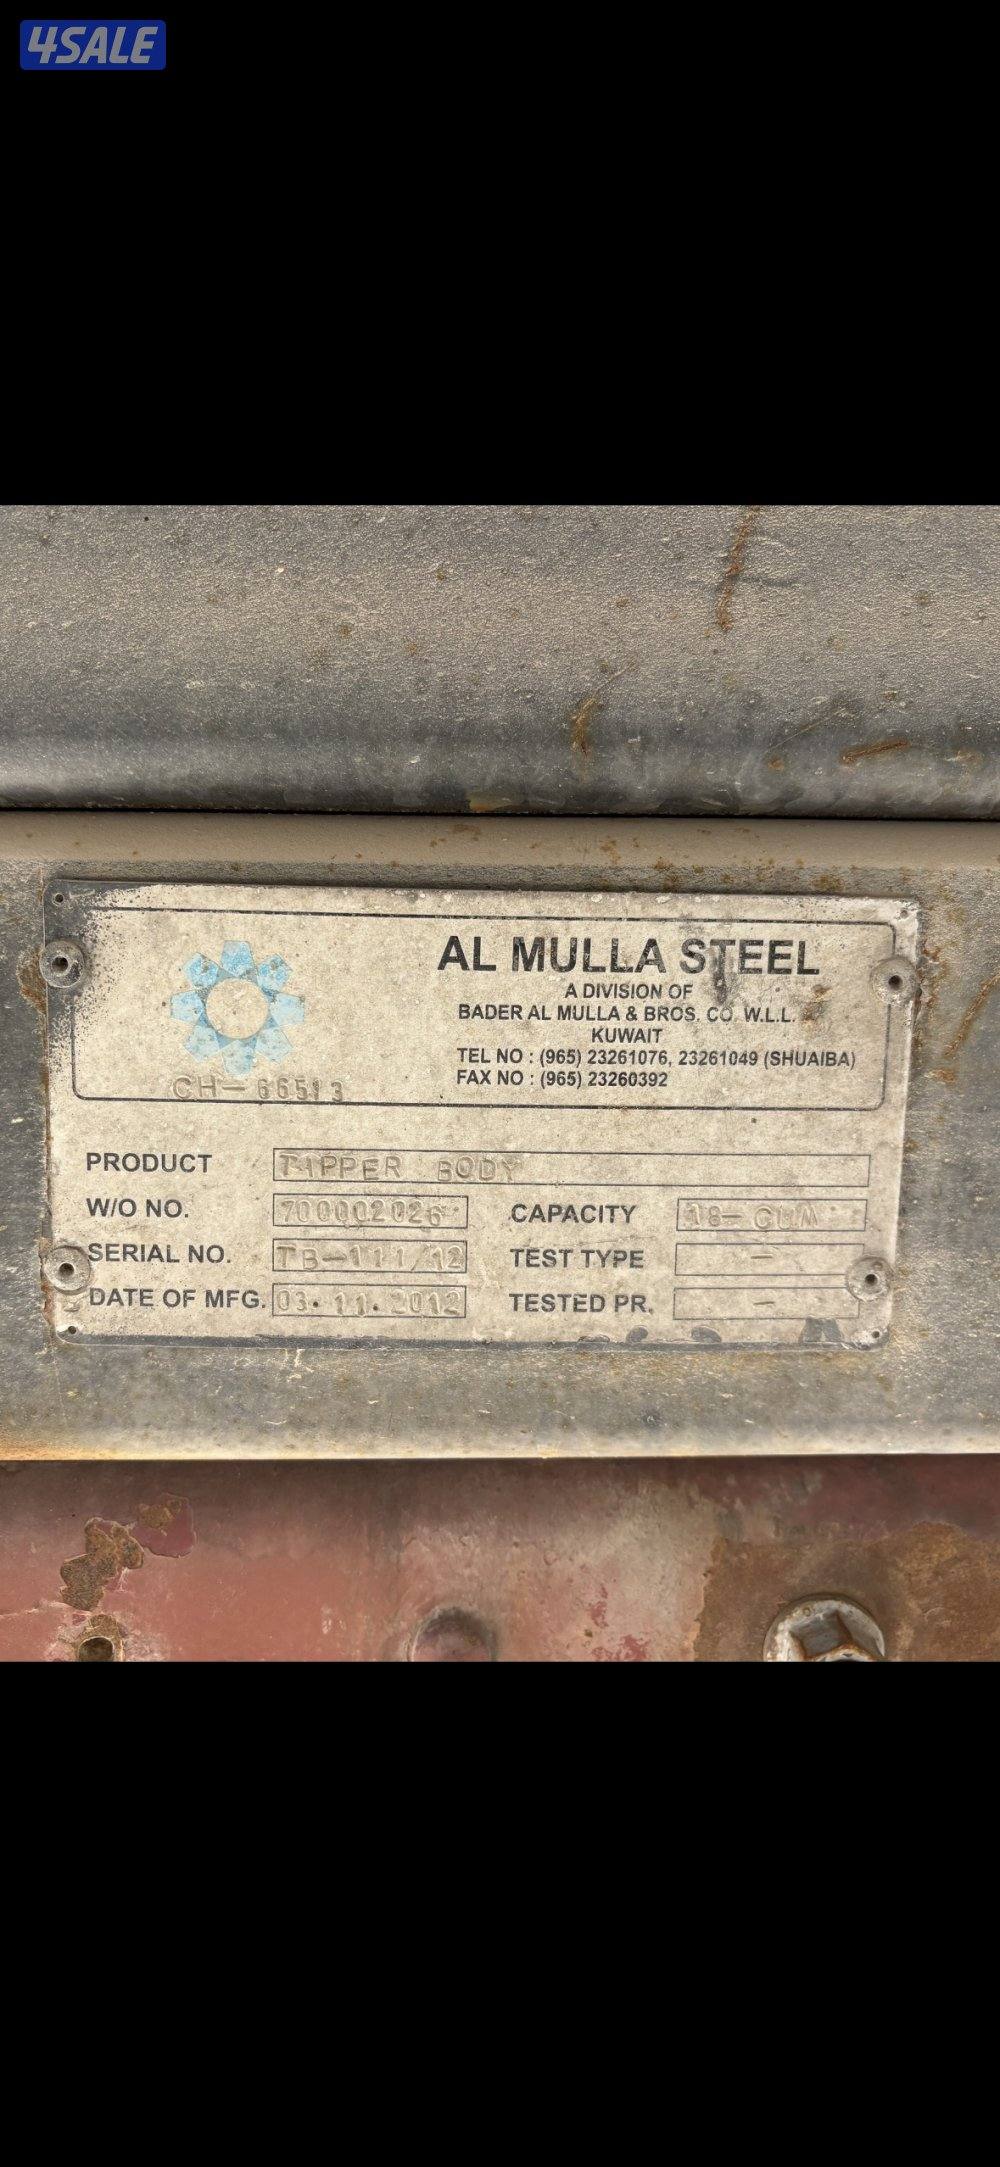 4SALE
AL MULLA STEEL
A DIVISION OF
BADER AL MULLA & BROS. CO. W.L.L.
KUWAIT
TEL NO : (965) 23261076, 23261049 (SHUAIBA)
FAX NO : (965) 23260392
CH-66513
PRODUCT TIPPER BODY
W/O NO. 700002026 CAPACITY 18-CUM
SERIAL NO. TB-111/12 TEST TYPE -
DATE OF MFG. 03.11.2012 TESTED PR. -